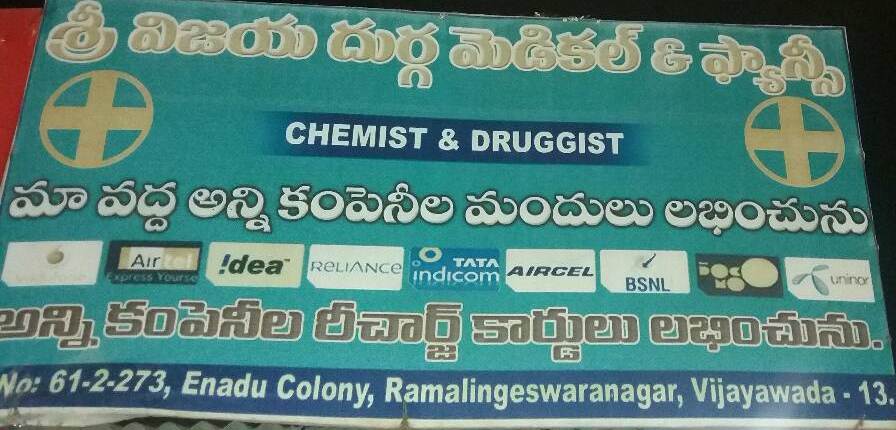 శ్రీ విజయ దుర్గ మెడికల్ & ఫ్యాన్సీ
CHEMIST & DRUGGIST
మా వద్ద అన్ని కంపెనీల మందులు లభించును
Airtel !dea RELIANCE TATA AIRCEL BSNL uninor
Express Yourse indicom
అన్ని కంపెనీల రీచార్జ్ కార్డులు లభించును.
No: 61-2-273, Enadu Colony, Ramalingeswaranagar, Vijayawada - 13.